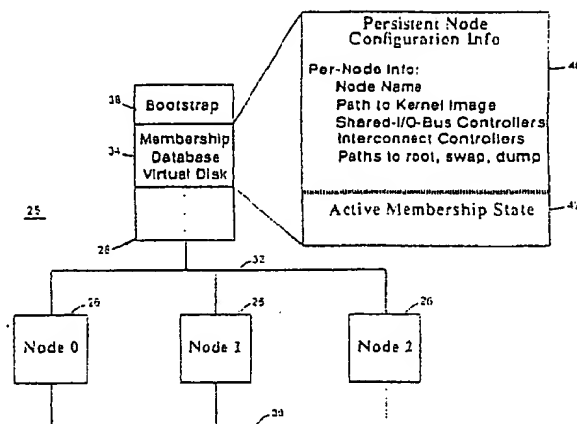 Persistent Node
Configuration Info
Per-Node Info:
Node Name
Path to Kernel Image
Shared-I/O-Bus Controllers
Interconnect Controllers
Paths to root, swap, dump
Active Membership State
38
Bootstrap
34
Membership
Database
Virtual Disk
25
28
32
26
Node 0
Node 1
26
Node 2